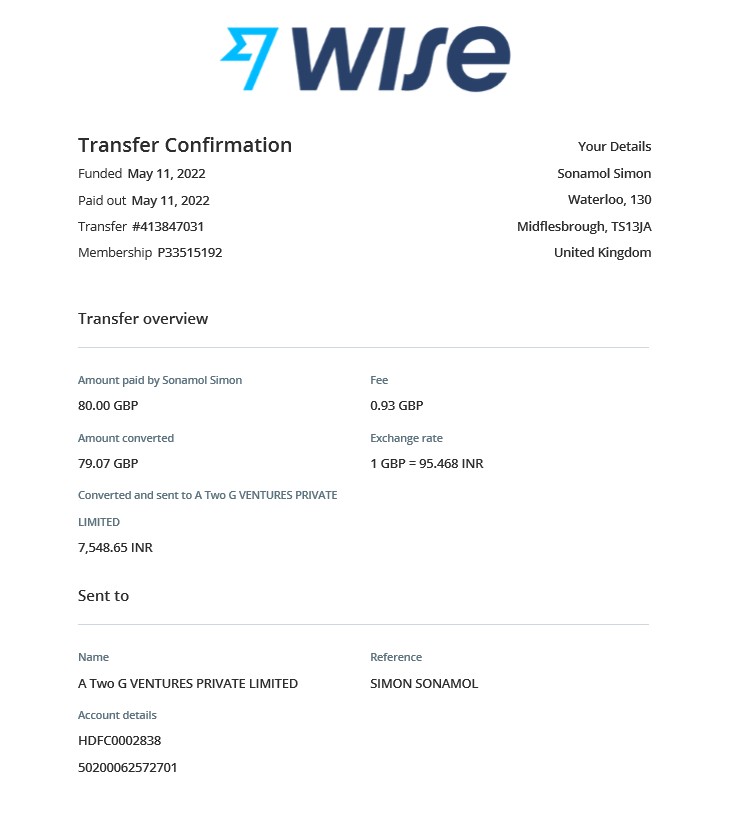 WISE
Transfer Confirmation
Your Details
Funded May 11, 2022
Sonamol Simon
Paid out May 11, 2022
Waterloo, 130
Transfer #413847031
Midflesbrough, TS13JA
Membership P33515192
United Kingdom
Transfer overview
Amount paid by Sonamol Simon
Fee
80.00 GBP
0.93 GBP
Amount converted
Exchange rate
79.07 GBP
1 GBP = 95.468 INR
Converted and sent to A Two G VENTURES PRIVATE
LIMITED
7,548.65 INR
Sent to
Name
Reference
A Two G VENTURES PRIVATE LIMITED
SIMON SONAMOL
Account details
HDFC0002838
50200062572701